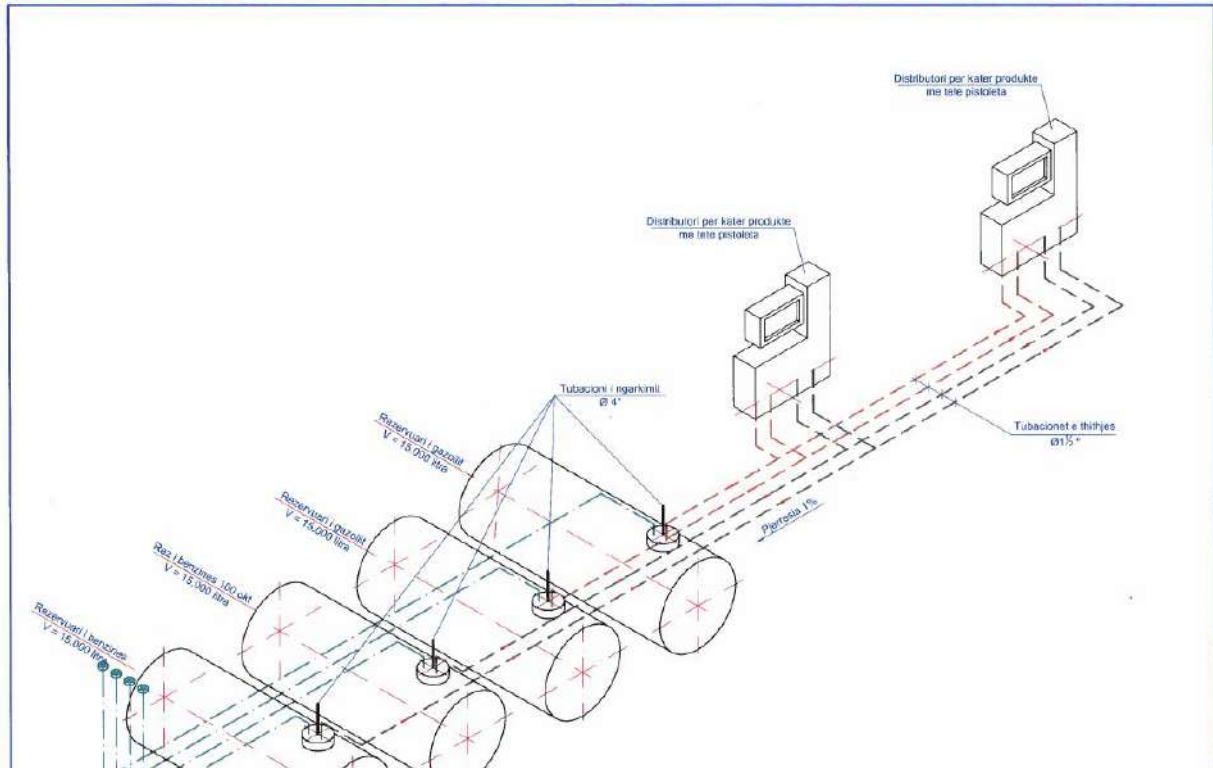 Distributori per kater produkte
me tete pistoleta
Distributori per kater produkte
me tete pistoleta
Tubacioni i ngarkimit
Ø 4"
Rezervuari i gazoilit
V = 15.000 litra
Tubacionet e thithjes
Ø1½"
Rezervuari i gazoilit
V = 15.000 litra
Pjerresia 1%
Rez i benzines 100 okt
V = 15.000 litra
Rezervuari i benzines
V = 15.000 litra